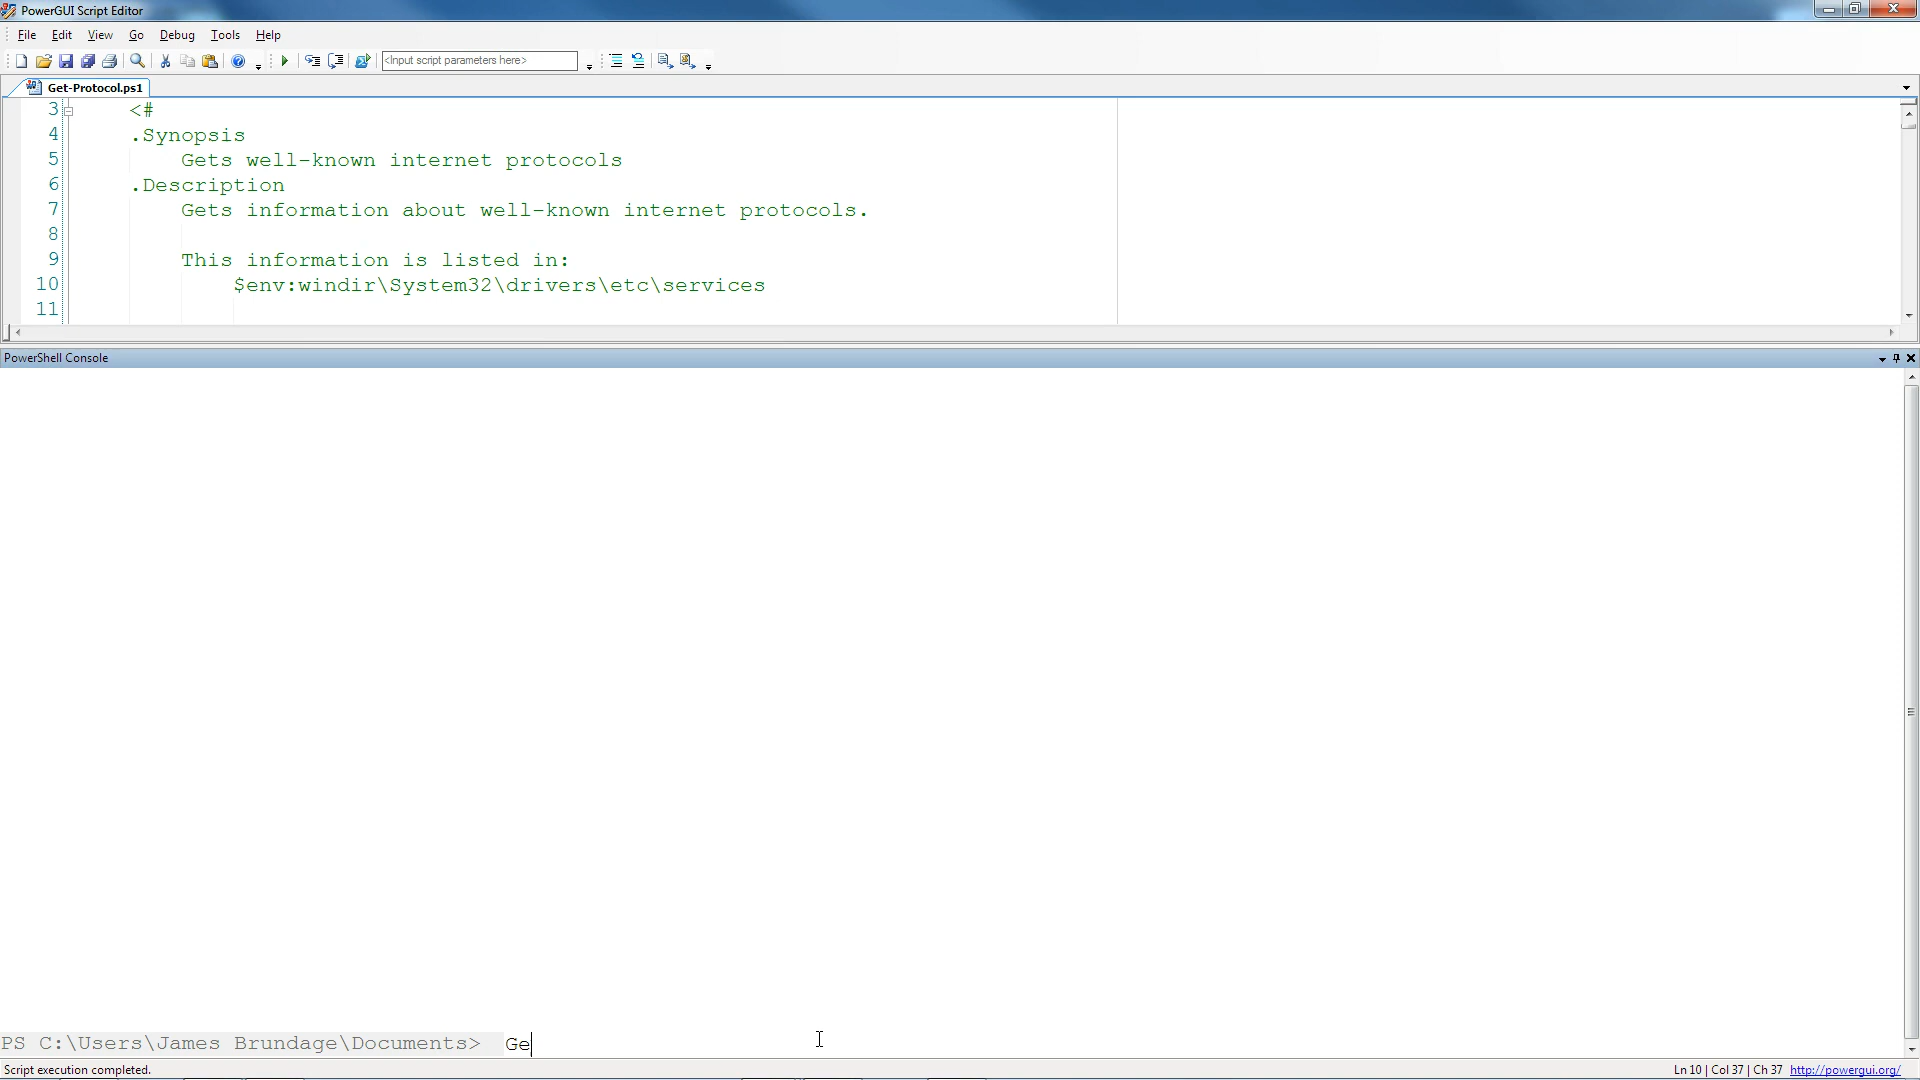 PowerGUI Script Editor
File Edit View Go Debug Tools Help
<Input script parameters here>
Get-Protocol.ps1
3 <#
4 .Synopsis
5 Gets well-known internet protocols
6 .Description
7 Gets information about well-known internet protocols.
8
9 This information is listed in:
10 $env:windir\System32\drivers\etc\services
11
PowerShell Console
PS C:\Users\James Brundage\Documents> Ge
Script execution completed.
Ln 10 | Col 37 | Ch 37 http://powergui.org/